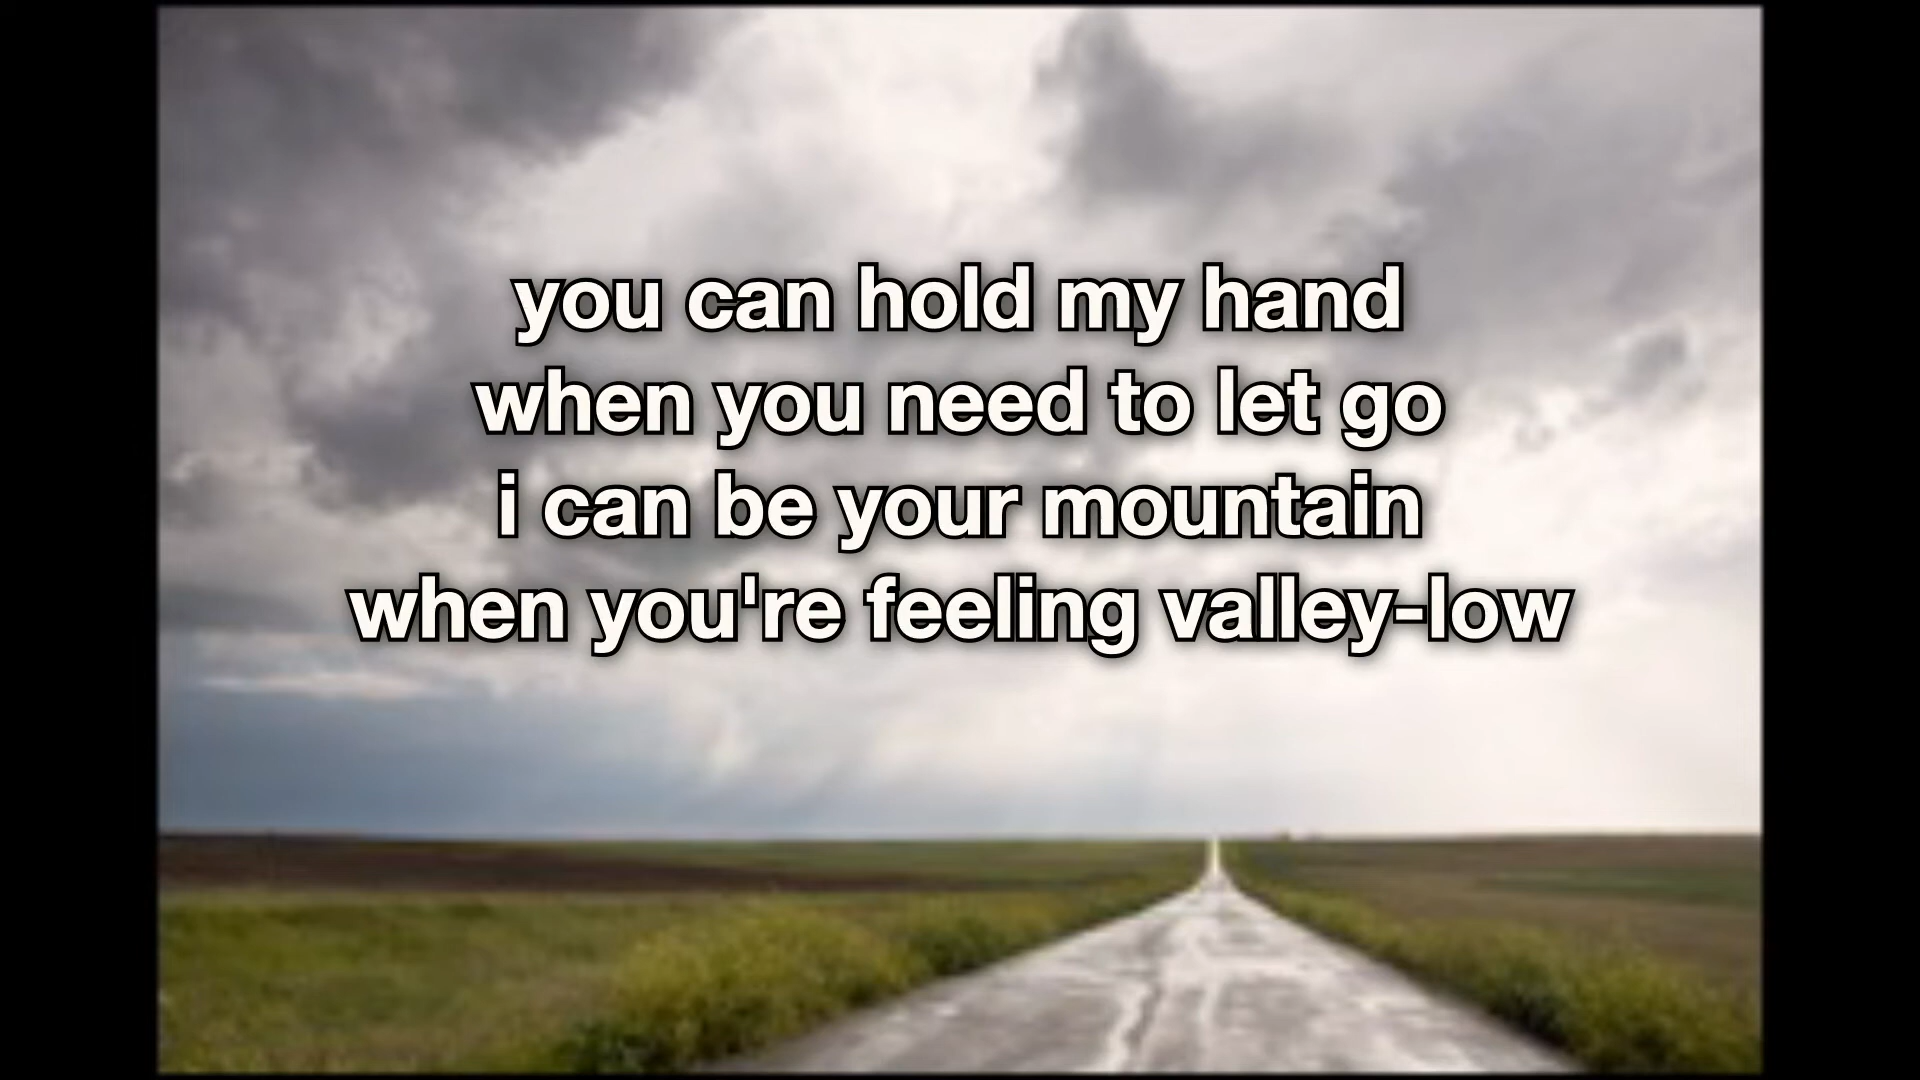 you can hold my hand
when you need to let go
i can be your mountain
when you're feeling valley-low